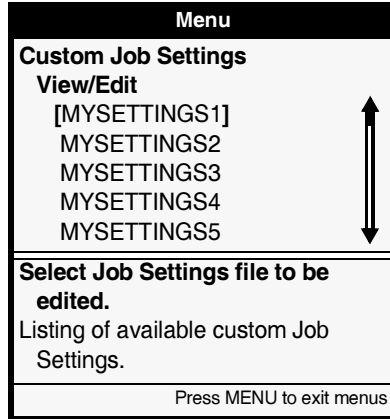 Menu
Custom Job Settings
View/Edit
[MYSETTINGS1]
MYSETTINGS2
MYSETTINGS3
MYSETTINGS4
MYSETTINGS5
Select Job Settings file to be
edited.
Listing of available custom Job
Settings.
Press MENU to exit menus